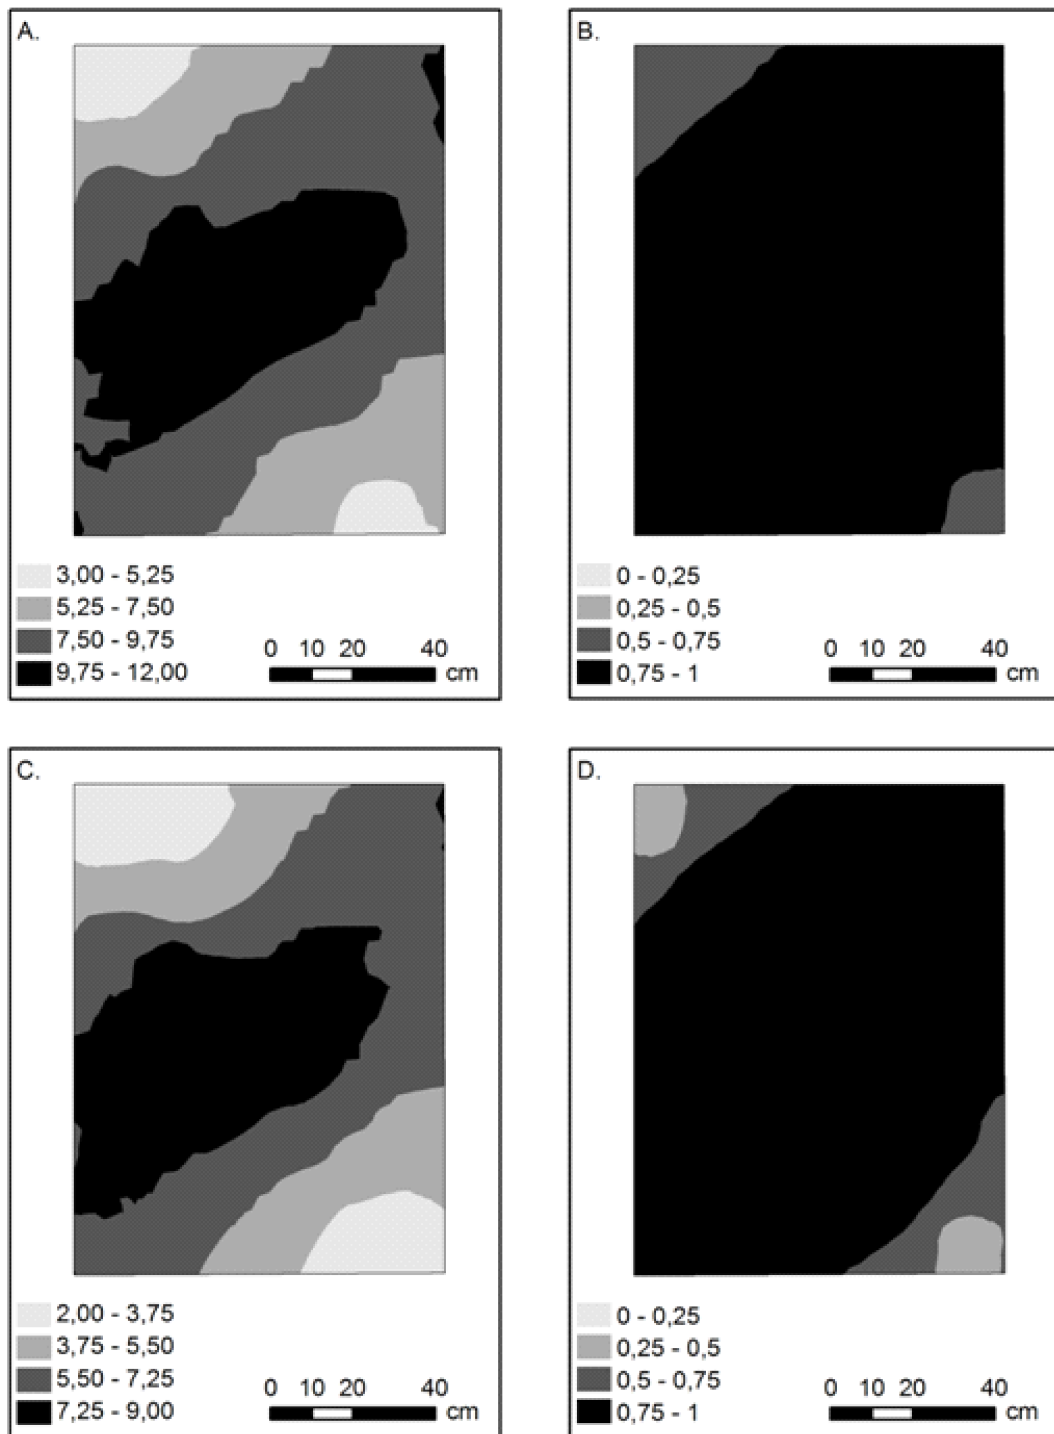 A.
3,00 - 5,25
5,25 - 7,50
7,50 - 9,75
9,75 - 12,00
0 10 20 40
cm
B.
0 - 0,25
0,25 - 0,5
0,5 - 0,75
0,75 - 1
0 10 20 40
cm
C.
2,00 - 3,75
3,75 - 5,50
5,50 - 7,25
7,25 - 9,00
0 10 20 40
cm
D.
0 - 0,25
0,25 - 0,5
0,5 - 0,75
0,75 - 1
0 10 20 40
cm